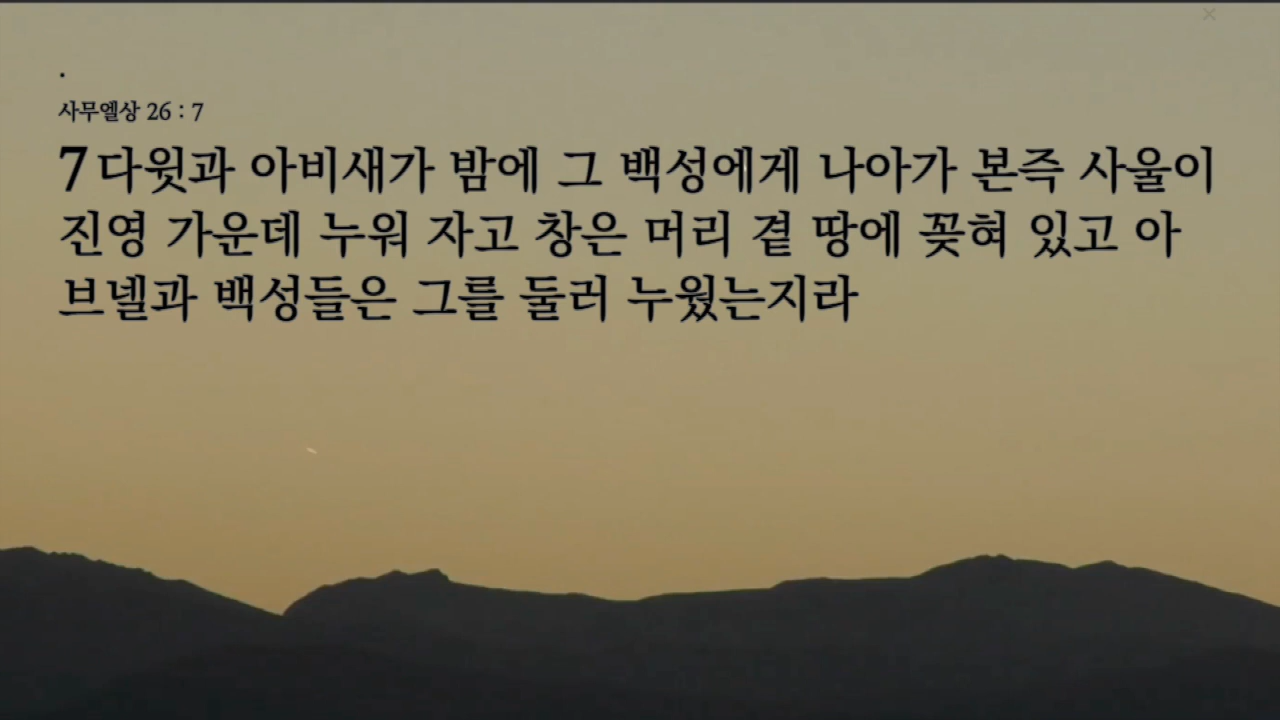 .
사무엘상 26 : 7
7 다윗과 아비새가 밤에 그 백성에게 나아가 본즉 사울이
진영 가운데 누워 자고 창은 머리 곁 땅에 꽂혀 있고 아
브넬과 백성들은 그를 둘러 누웠는지라